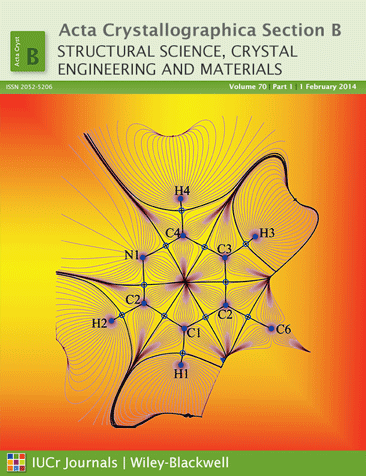 Acta Cryst
B
Acta Crystallographica Section B
STRUCTURAL SCIENCE, CRYSTAL
ENGINEERING AND MATERIALS
ISSN 2052-5206
Volume 70 | Part 1 | 1 February 2014
H4
C4
H3
N1
C3
C2
C2
H2
C1
C6
H1
IUCr Journals | Wiley-Blackwell